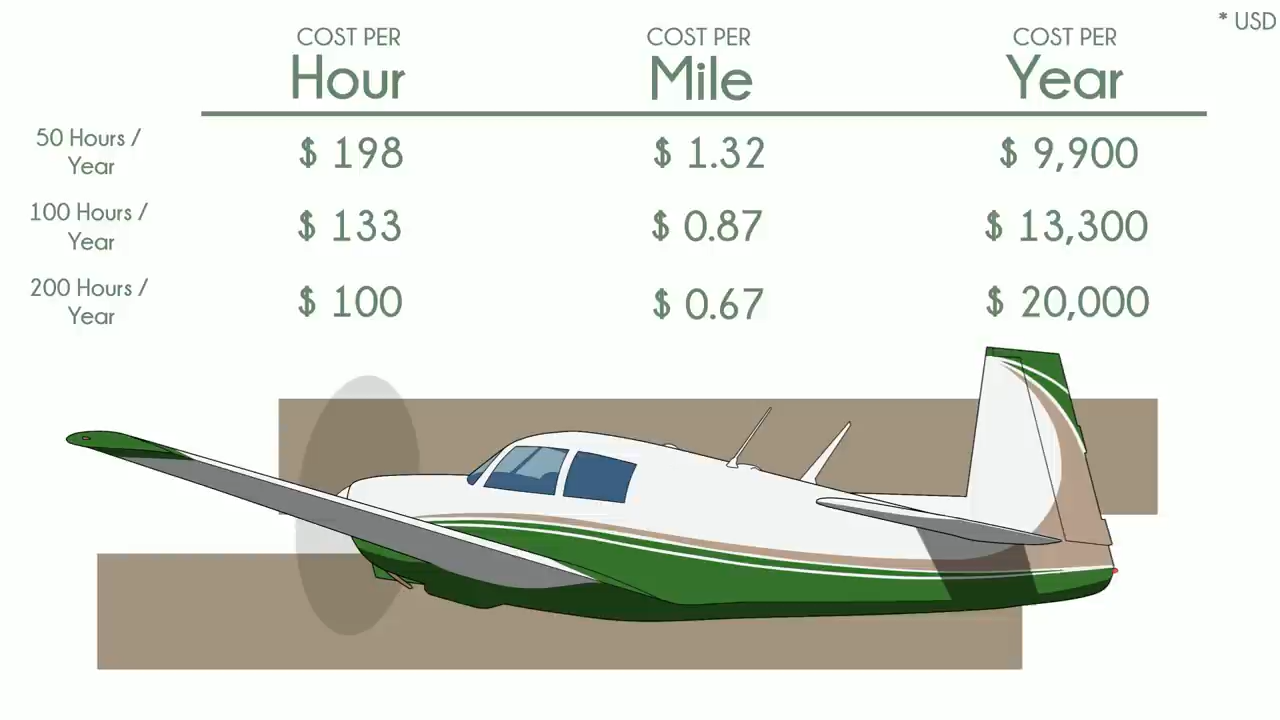 * USD
COST PER COST PER COST PER
Hour Mile Year
50 Hours /
Year
$ 198 $ 1.32 $ 9,900
100 Hours /
Year
$ 133 $ 0.87 $ 13,300
200 Hours /
Year
$ 100 $ 0.67 $ 20,000